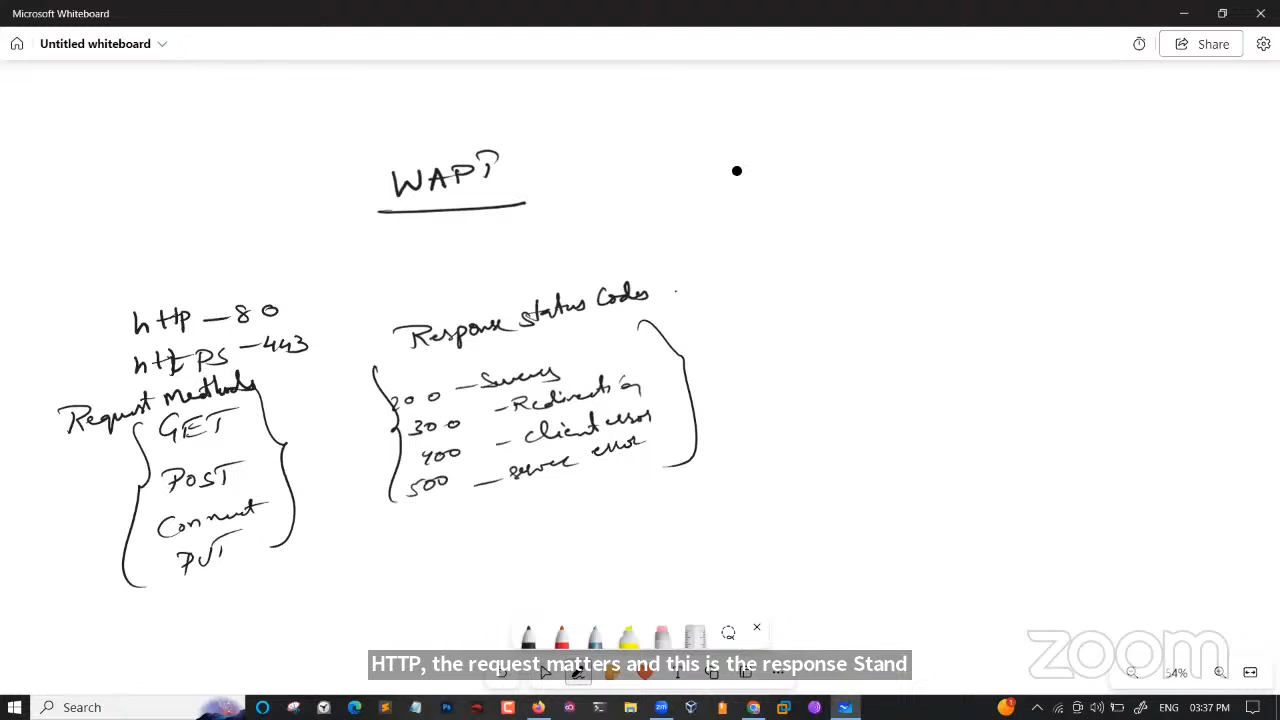 Microsoft Whiteboard
Untitled whiteboard
Share
WAPT
http - 80
https - 443
Request methods
GET
POST
Connect
PUT
Response Status Codes
200 - Success
300 - Redirection
400 - client error
500 - server error
HTTP, the request matters and this is the response Stand
zoom
54%
Search
ENG
03:37 PM